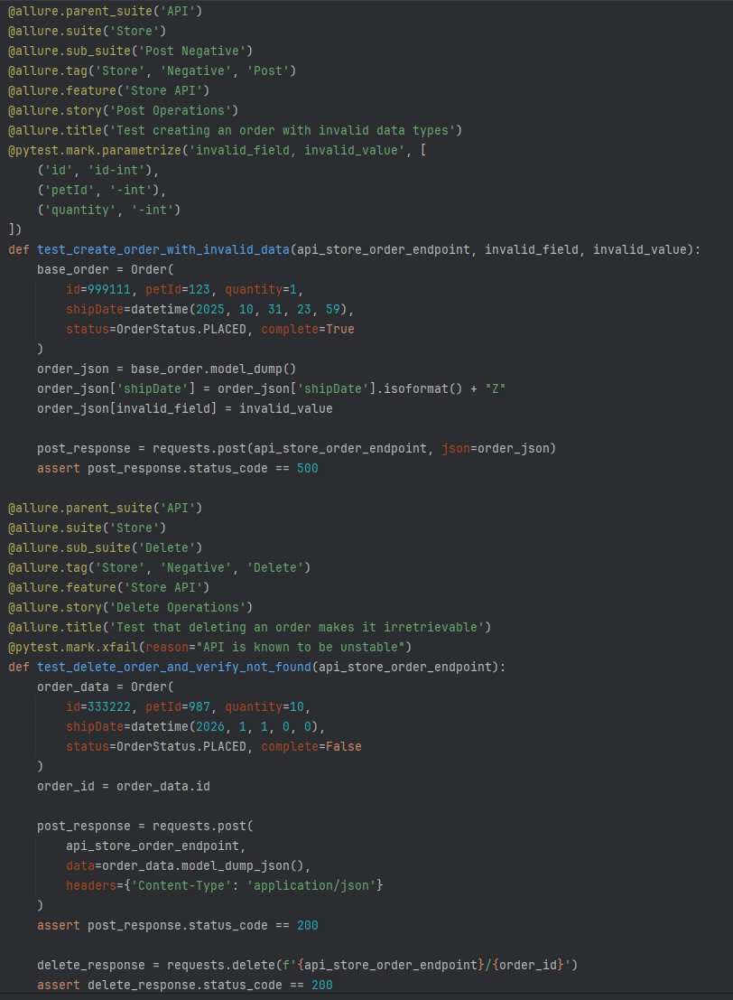 @allure.parent_suite('API')
@allure.suite('Store')
@allure.sub_suite('Post Negative')
@allure.tag('Store', 'Negative', 'Post')
@allure.feature('Store API')
@allure.story('Post Operations')
@allure.title('Test creating an order with invalid data types')
@pytest.mark.parametrize('invalid_field, invalid_value', [
    ('id', 'id-int'),
    ('petId', '-int'),
    ('quantity', '-int')
])
def test_create_order_with_invalid_data(api_store_order_endpoint, invalid_field, invalid_value):
    base_order = Order(
        id=999111, petId=123, quantity=1,
        shipDate=datetime(2025, 10, 31, 23, 59),
        status=OrderStatus.PLACED, complete=True
    )
    order_json = base_order.model_dump()
    order_json['shipDate'] = order_json['shipDate'].isoformat() + "Z"
    order_json[invalid_field] = invalid_value

    post_response = requests.post(api_store_order_endpoint, json=order_json)
    assert post_response.status_code == 500

@allure.parent_suite('API')
@allure.suite('Store')
@allure.sub_suite('Delete')
@allure.tag('Store', 'Negative', 'Delete')
@allure.feature('Store API')
@allure.story('Delete Operations')
@allure.title('Test that deleting an order makes it irretrievable')
@pytest.mark.xfail(reason="API is known to be unstable")
def test_delete_order_and_verify_not_found(api_store_order_endpoint):
    order_data = Order(
        id=333222, petId=987, quantity=10,
        shipDate=datetime(2026, 1, 1, 0, 0),
        status=OrderStatus.PLACED, complete=False
    )
    order_id = order_data.id

    post_response = requests.post(
        api_store_order_endpoint,
        data=order_data.model_dump_json(),
        headers={'Content-Type': 'application/json'}
    )
    assert post_response.status_code == 200

    delete_response = requests.delete(f'{api_store_order_endpoint}/{order_id}')
    assert delete_response.status_code == 200